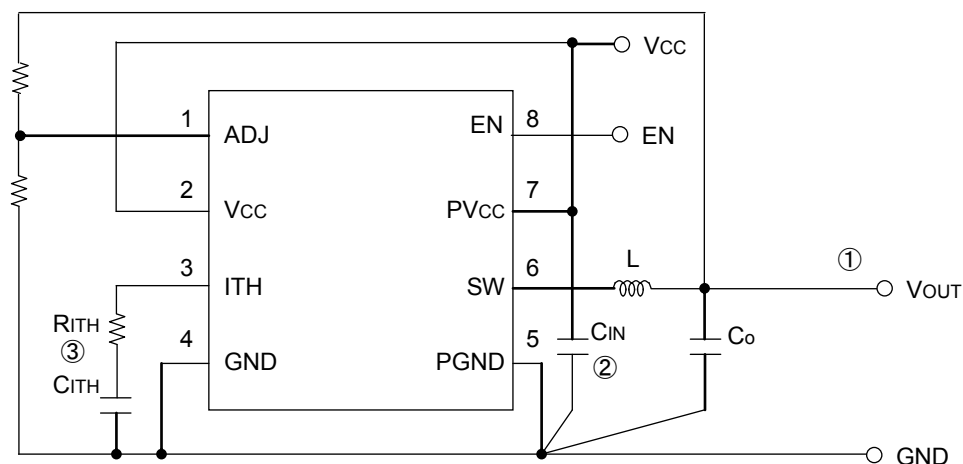 VCC
1
ADJ
EN
8
EN
2
VCC
PVCC
7
3
ITH
SW
6
L
①
VOUT
RITH
③
CITH
4
GND
PGND
5
CIN
②
Co
GND